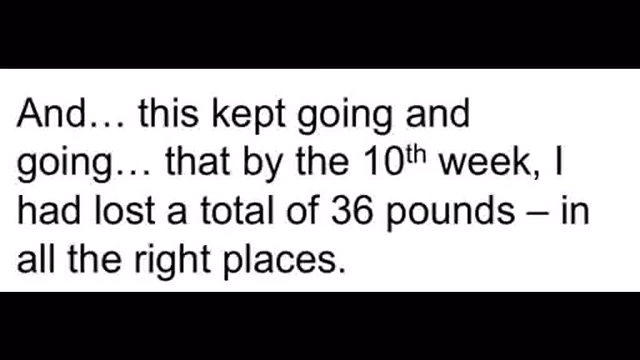 And… this kept going and
going… that by the 10th week, I
had lost a total of 36 pounds – in
all the right places.